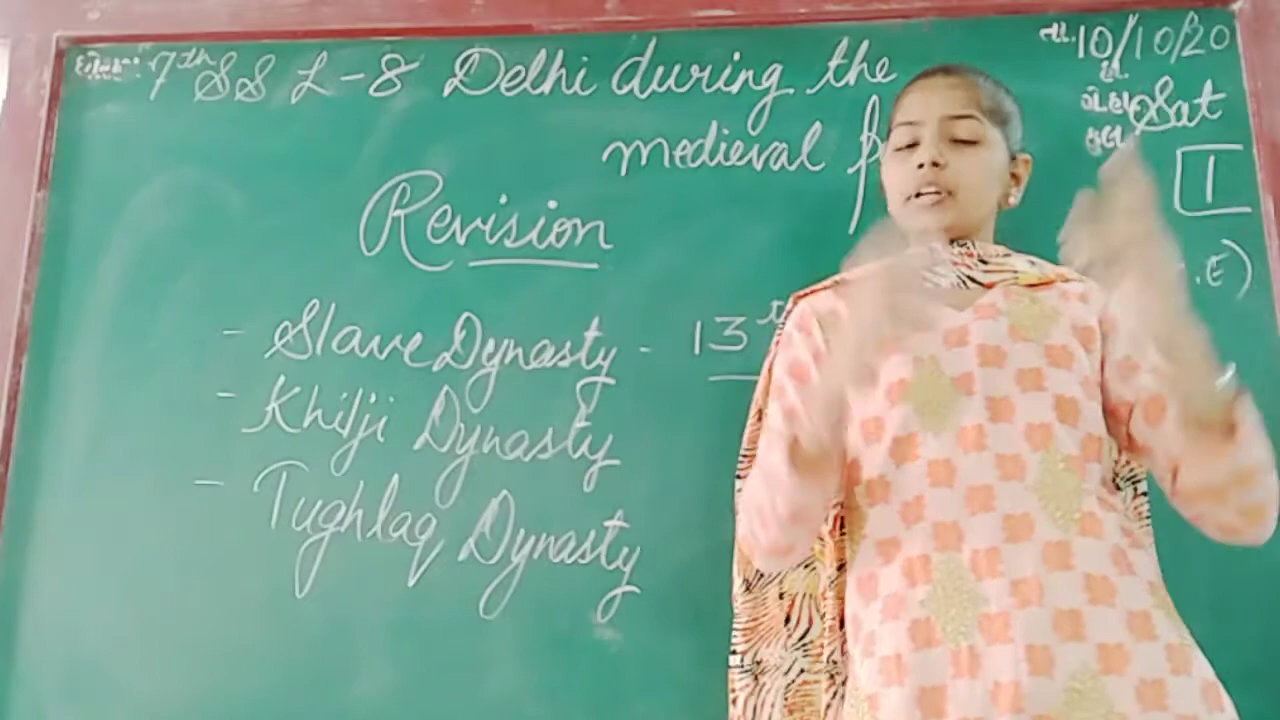 7th SS L-8 Delhi during the
medieval
તા. 10/10/20
Sat
1
Revision
- Slave Dynasty - 13
- Khilji Dynasty
- Tughlaq Dynasty
.E)